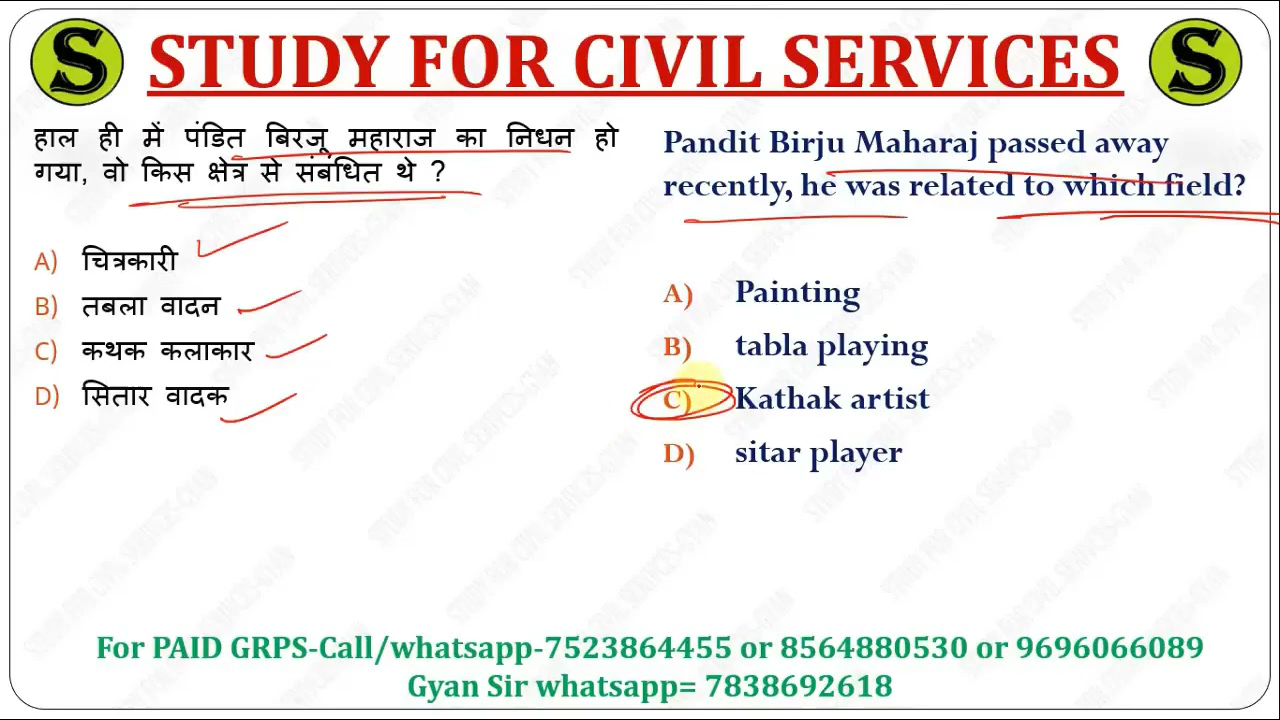 S STUDY FOR CIVIL SERVICES S
हाल ही में पंडित बिरजू महाराज का निधन हो
गया, वो किस क्षेत्र से संबंधित थे ?
A) चित्रकारी
B) तबला वादन
C) कथक कलाकार
D) सितार वादक
Pandit Birju Maharaj passed away
recently, he was related to which field?
A) Painting
B) tabla playing
C) Kathak artist
D) sitar player
For PAID GRPS-Call/whatsapp-7523864455 or 8564880530 or 9696066089
Gyan Sir whatsapp= 7838692618